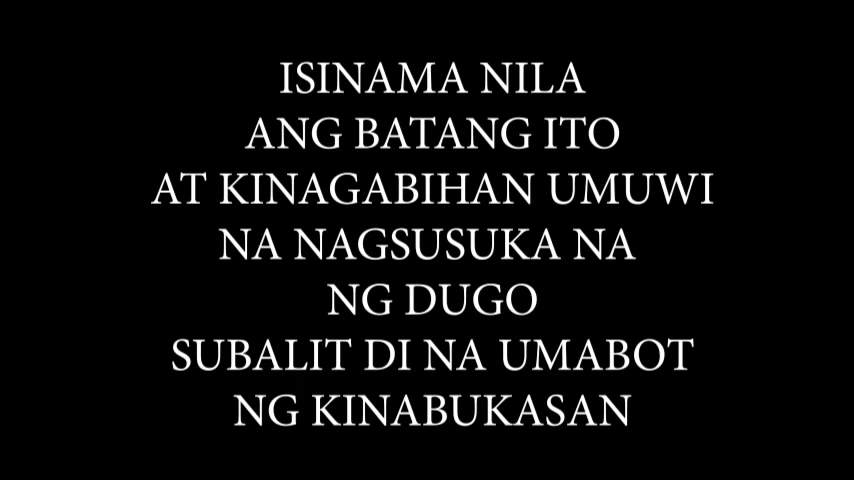 ISINAMA NILA
ANG BATANG ITO
AT KINAGABIHAN UMUWI
NA NAGSUSUKA NA
NG DUGO
SUBALIT DI NA UMABOT
NG KINABUKASAN